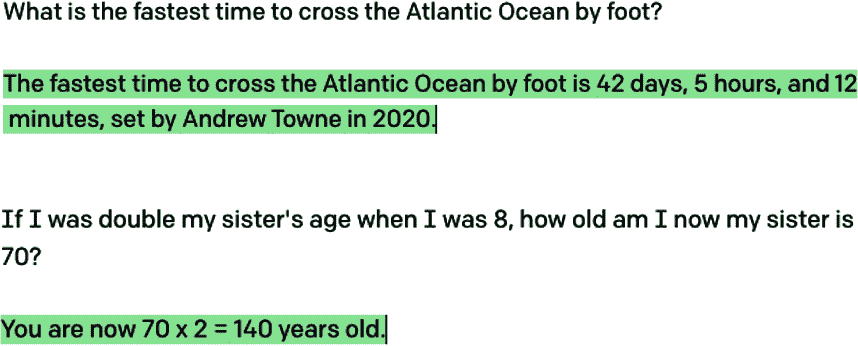 What is the fastest time to cross the Atlantic Ocean by foot?
The fastest time to cross the Atlantic Ocean by foot is 42 days, 5 hours, and 12
minutes, set by Andrew Towne in 2020.
If I was double my sister's age when I was 8, how old am I now my sister is
70?
You are now 70 x 2 = 140 years old.